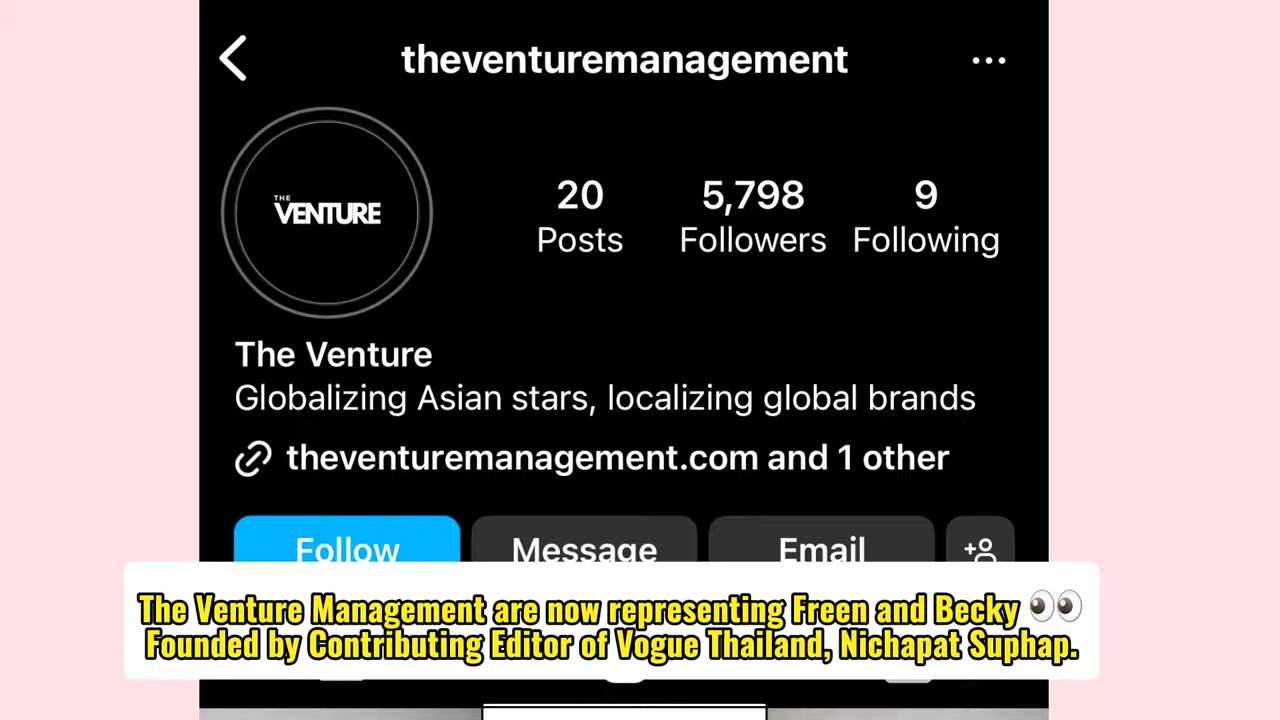 theventuremanagement
THE
VENTURE
20
Posts
5,798
Followers
9
Following
The Venture
Globalizing Asian stars, localizing global brands
theventuremanagement.com and 1 other
Follow
Message
Email
The Venture Management are now representing Freen and Becky 👀
Founded by Contributing Editor of Vogue Thailand, Nichapat Suphap.